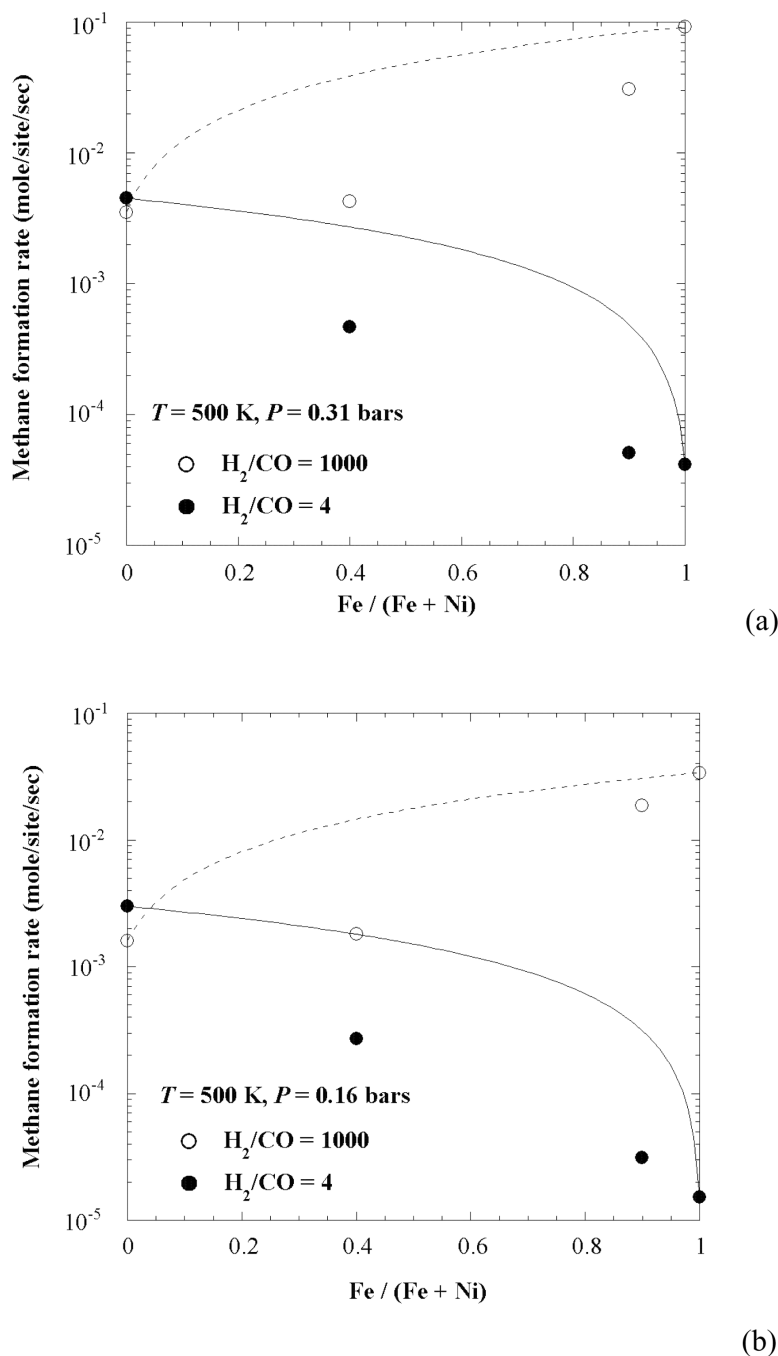 10⁻¹
10⁻²
10⁻³
10⁻⁴
10⁻⁵
Methane formation rate (mole/site/sec)
T = 500 K, P = 0.31 bars
H₂/CO = 1000
H₂/CO = 4
0 0.2 0.4 0.6 0.8 1
Fe / (Fe + Ni)
(a)
10⁻¹
10⁻²
10⁻³
10⁻⁴
10⁻⁵
Methane formation rate (mole/site/sec)
T = 500 K, P = 0.16 bars
H₂/CO = 1000
H₂/CO = 4
0 0.2 0.4 0.6 0.8 1
Fe / (Fe + Ni)
(b)